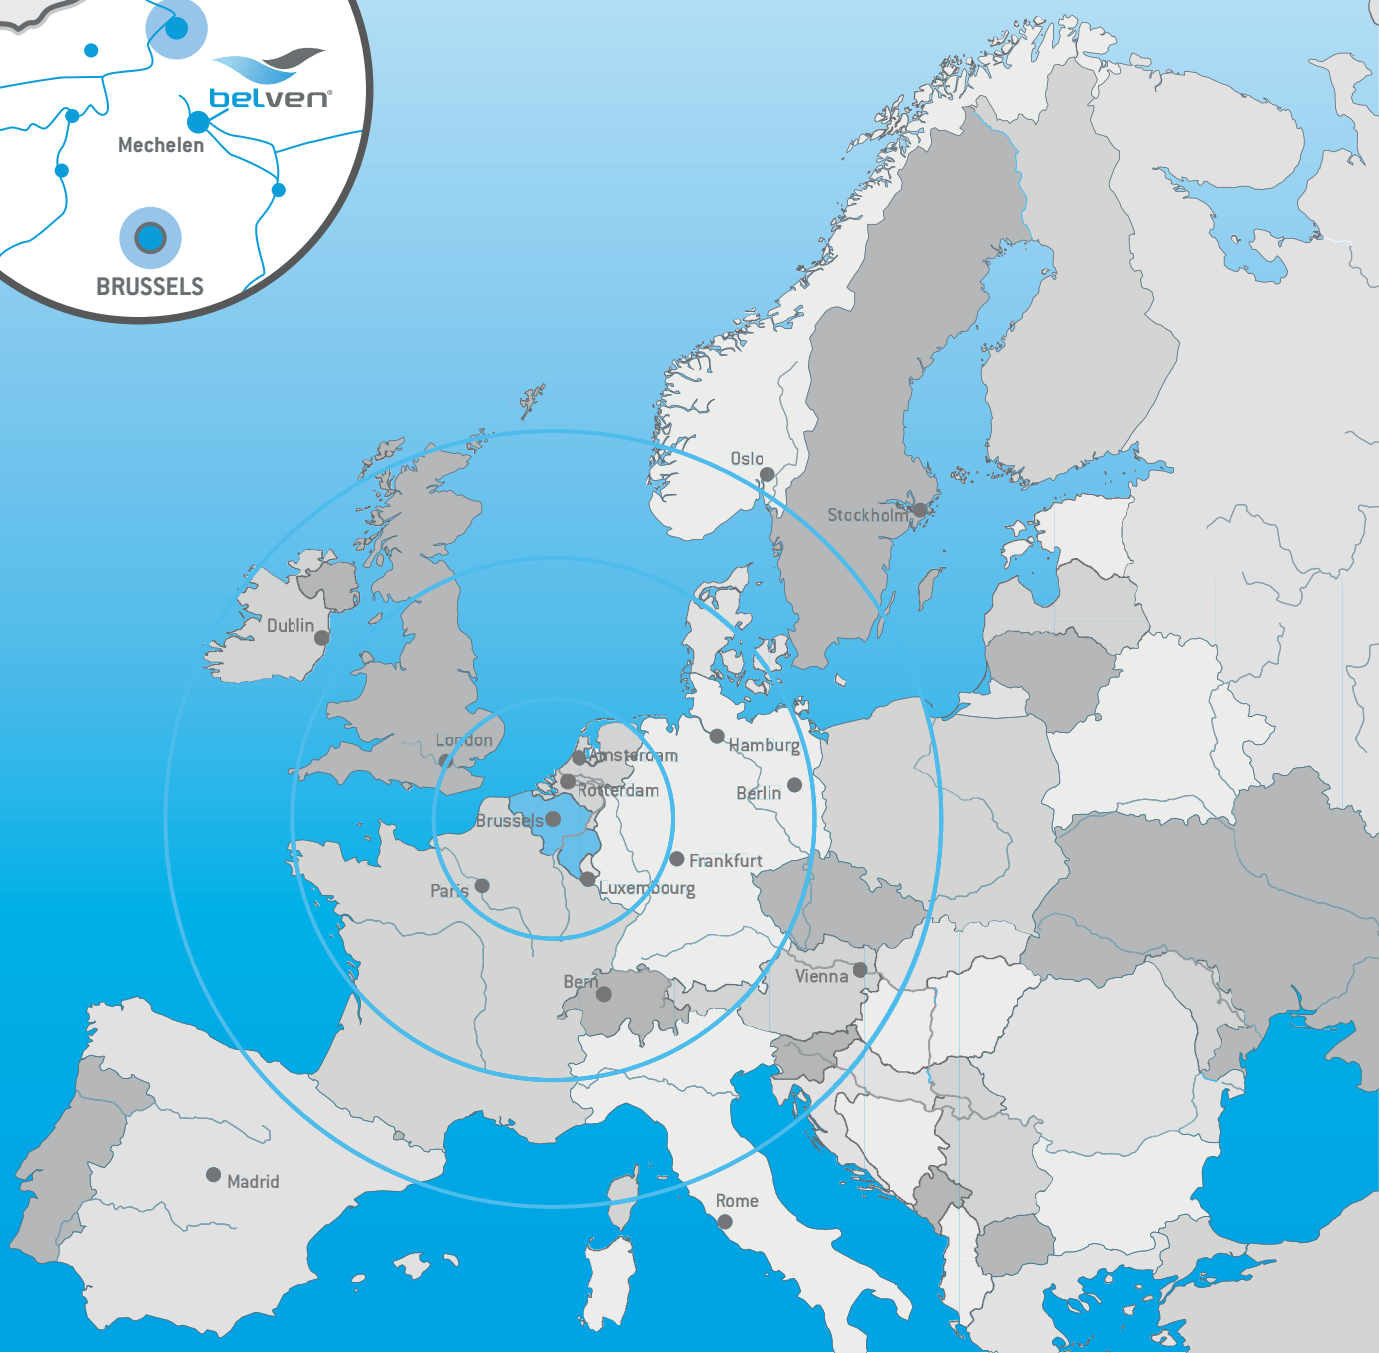 belven®
Mechelen
BRUSSELS
Oslo
Stockholm
Dublin
London
Amsterdam
Hamburg
Rotterdam
Berlin
Brussels
Frankfurt
Paris
Luxembourg
Bern
Vienna
Madrid
Rome